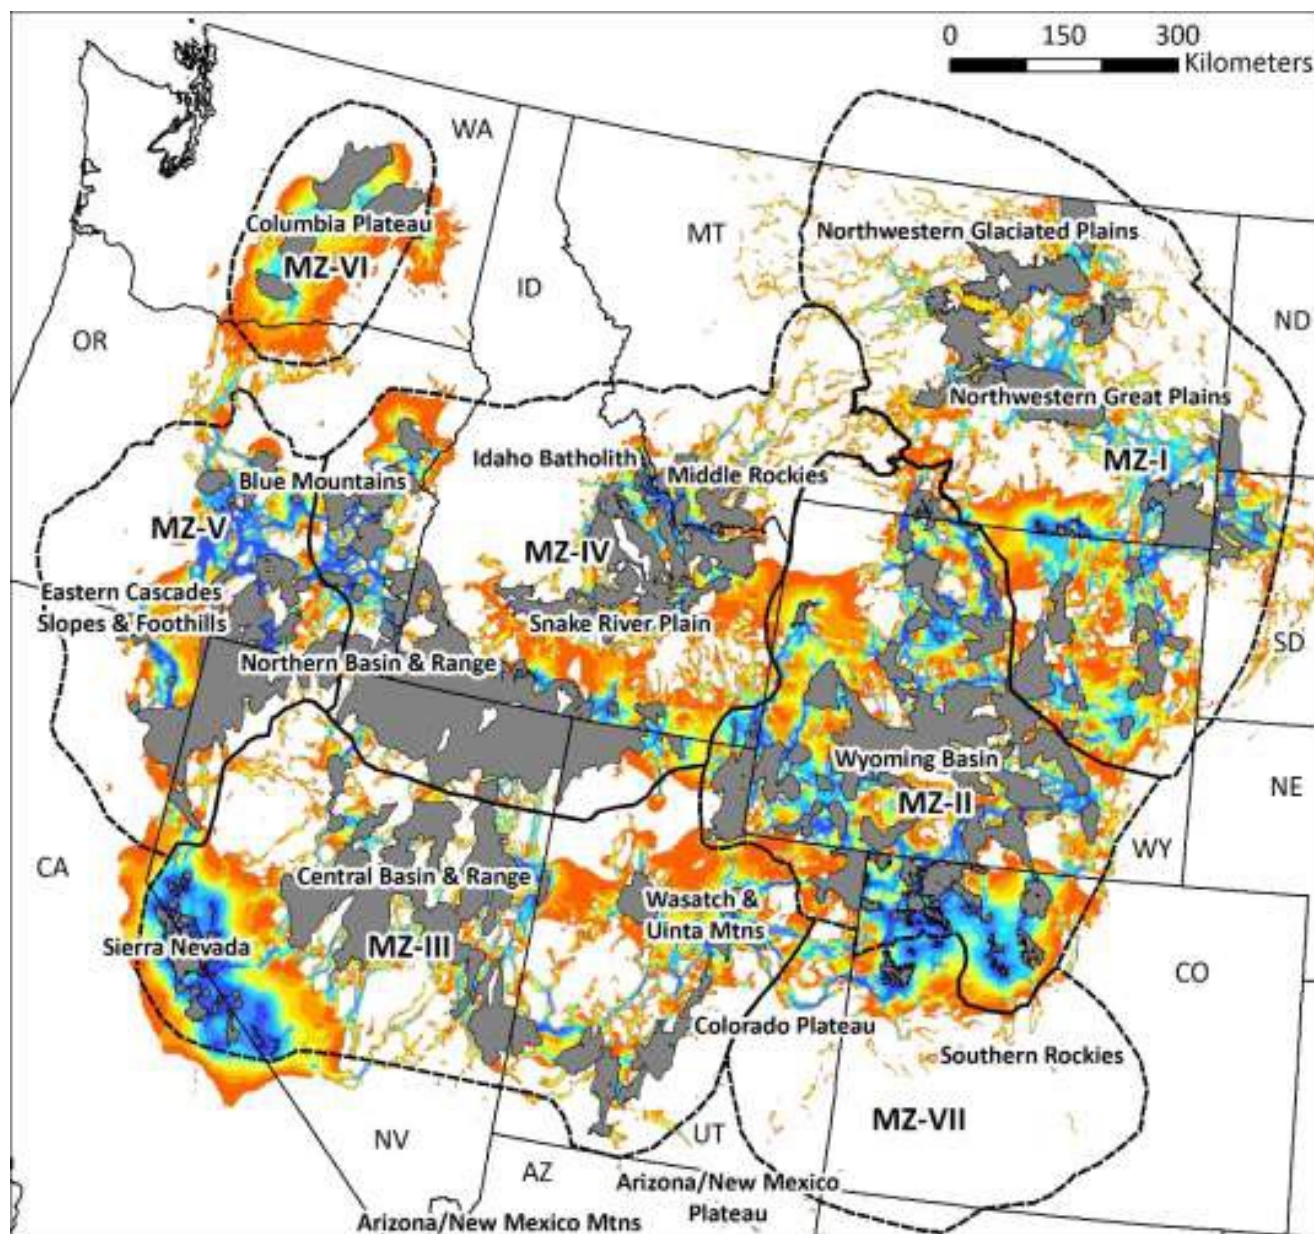 0 150 300
Kilometers
WA
Columbia Plateau
MZ-VI
MT
Northwestern Glaciated Plains
ID
ND
OR
Northwestern Great Plains
Idaho Batholith
Middle Rockies
MZ-I
Blue Mountains
MZ-V
MZ-IV
Eastern Cascades
Slopes & Foothills
Snake River Plain
SD
Northern Basin & Range
Wyoming Basin
MZ-II
NE
WY
CA
Central Basin & Range
Wasatch &
Uinta Mtns
Sierra Nevada
MZ-III
CO
Colorado Plateau
Southern Rockies
MZ-VII
NV
UT
AZ
Arizona/New Mexico
Plateau
Arizona/New Mexico Mtns